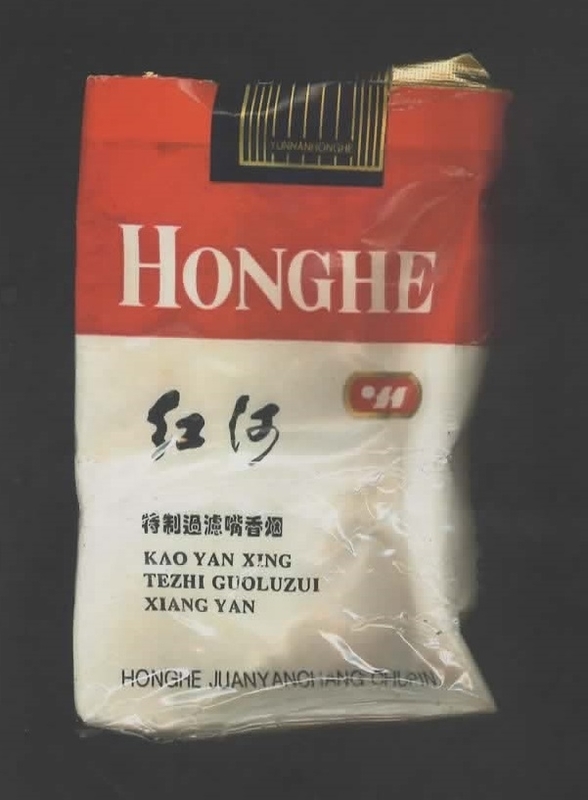 YUNNANHONGHE
HONGHE
红河
特制過濾嘴香烟
KAO YAN XING
TEZHI GUOLUZUI
XIANG YAN
HONGHE JUANYANCHANG CHUPIN